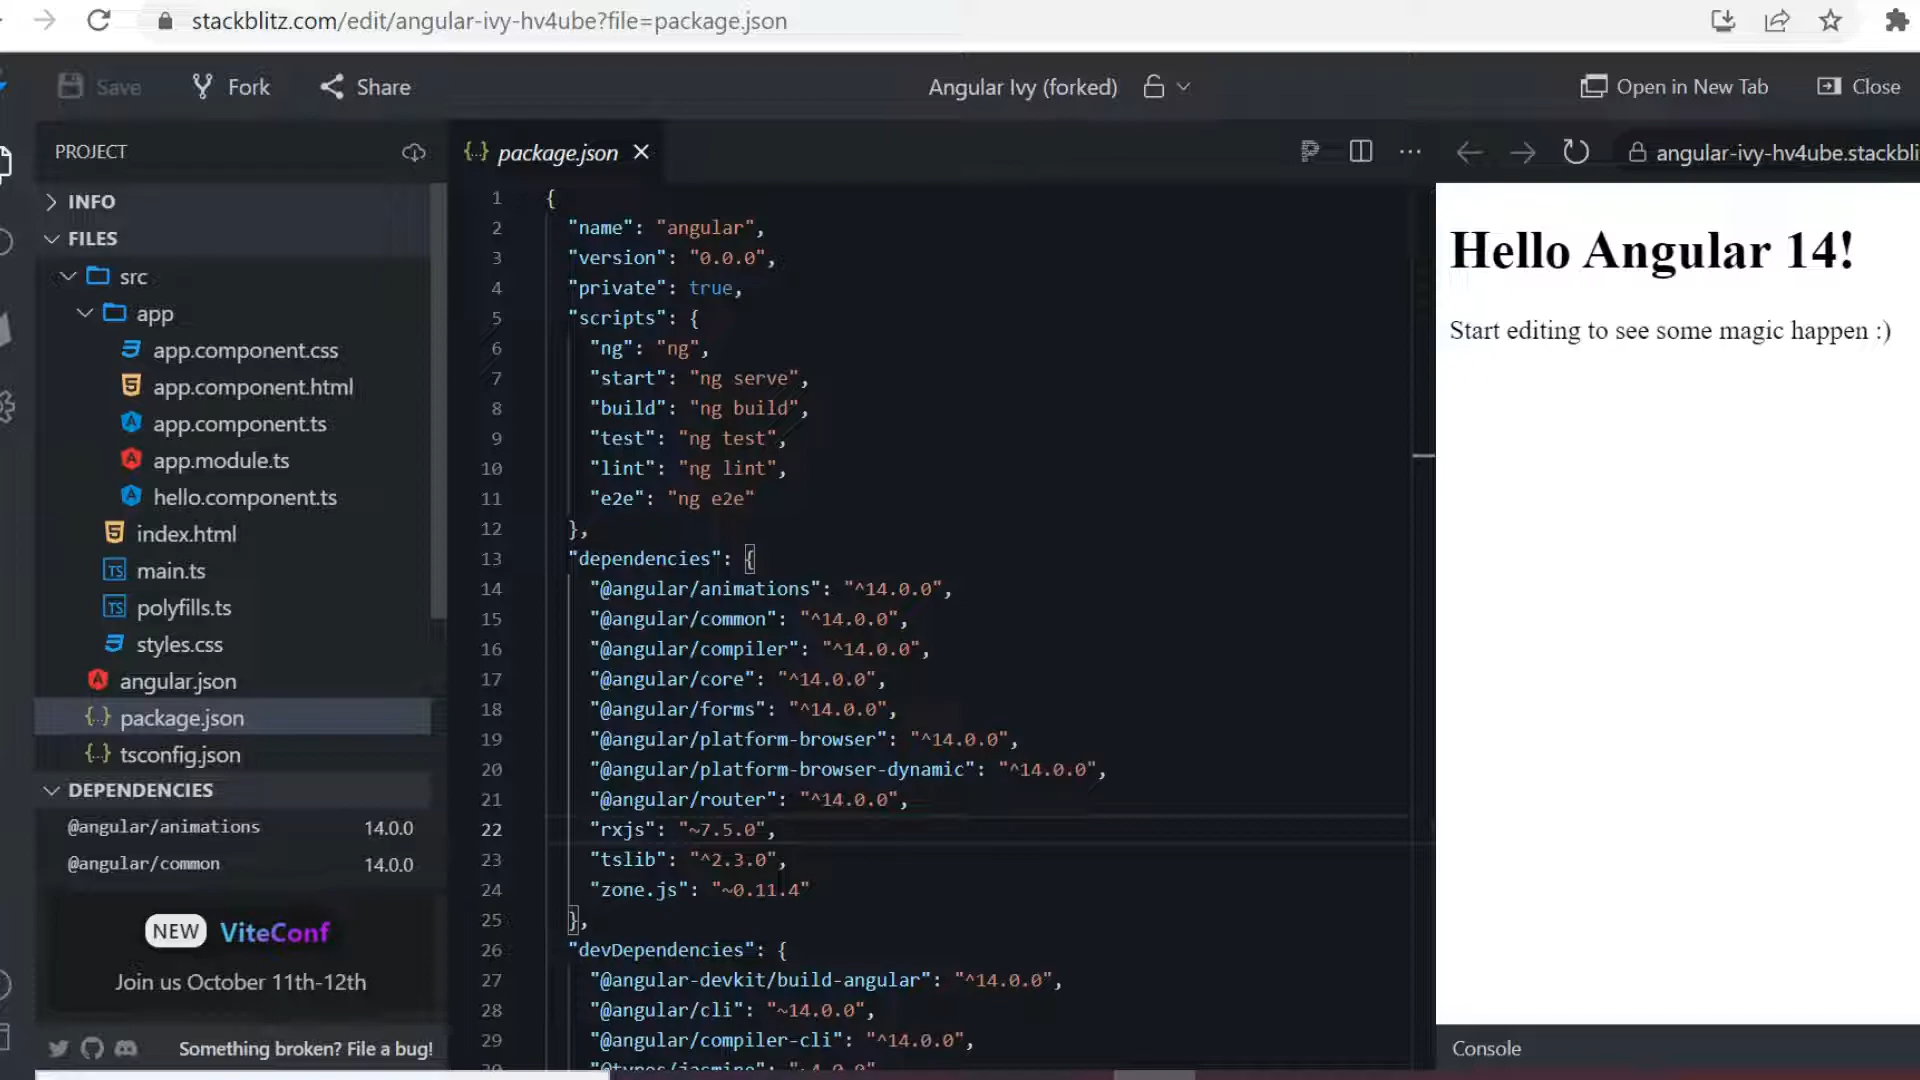 stackblitz.com/edit/angular-ivy-hv4ube?file=package.json
Save Fork Share Angular Ivy (forked) Open in New Tab Close
PROJECT
INFO
FILES
src
app
app.component.css
app.component.html
app.component.ts
app.module.ts
hello.component.ts
index.html
main.ts
polyfills.ts
styles.css
angular.json
package.json
tsconfig.json
DEPENDENCIES
@angular/animations 14.0.0
@angular/common 14.0.0
NEW ViteConf
Join us October 11th-12th
Something broken? File a bug!
{..} package.json
1 {
2 "name": "angular",
3 "version": "0.0.0",
4 "private": true,
5 "scripts": {
6 "ng": "ng",
7 "start": "ng serve",
8 "build": "ng build",
9 "test": "ng test",
10 "lint": "ng lint",
11 "e2e": "ng e2e"
12 },
13 "dependencies": {
14 "@angular/animations": "^14.0.0",
15 "@angular/common": "^14.0.0",
16 "@angular/compiler": "^14.0.0",
17 "@angular/core": "^14.0.0",
18 "@angular/forms": "^14.0.0",
19 "@angular/platform-browser": "^14.0.0",
20 "@angular/platform-browser-dynamic": "^14.0.0",
21 "@angular/router": "^14.0.0",
22 "rxjs": "~7.5.0",
23 "tslib": "^2.3.0",
24 "zone.js": "~0.11.4"
25 },
26 "devDependencies": {
27 "@angular-devkit/build-angular": "^14.0.0",
28 "@angular/cli": "~14.0.0",
29 "@angular/compiler-cli": "^14.0.0",
angular-ivy-hv4ube.stackbli
Hello Angular 14!
Start editing to see some magic happen :)
Console